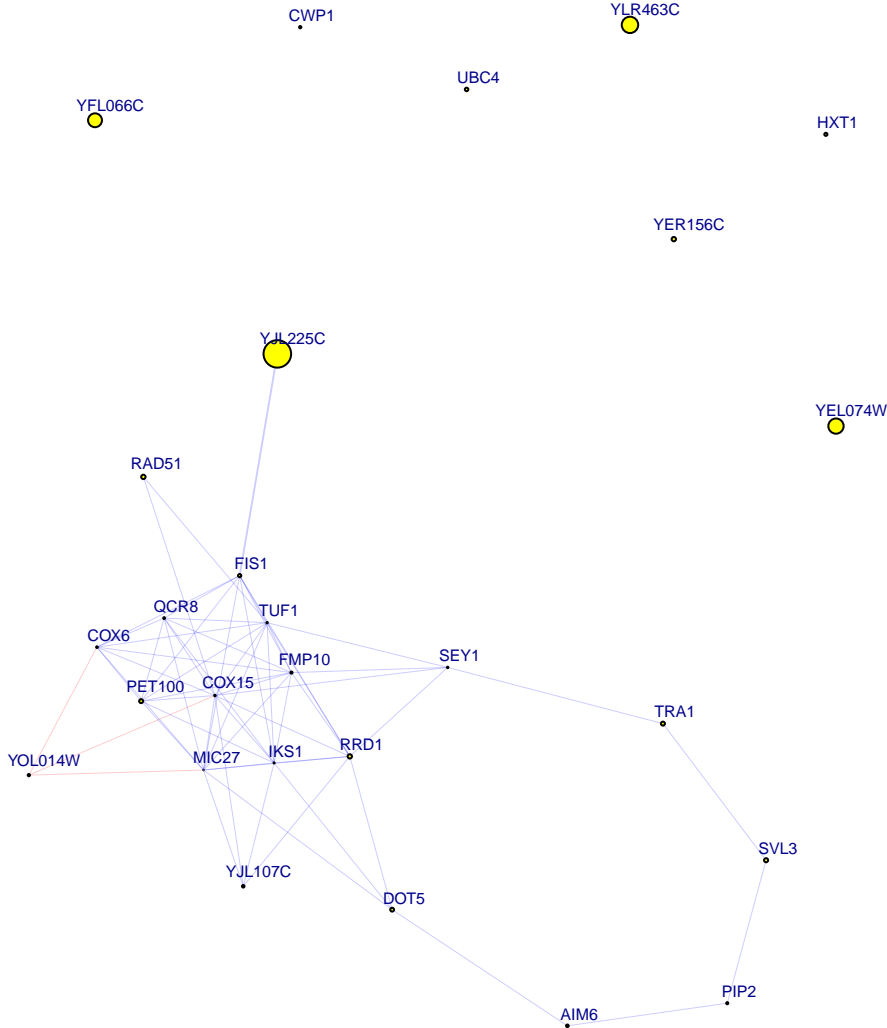 YLR463C
CWP1
UBC4
YFL066C
HXT1
YER156C
YJL225C
YEL074W
RAD51
FIS1
QCR8
TUF1
COX6
FMP10
SEY1
PET100
COX15
TRA1
RRD1
IKS1
MIC27
YOL014W
SVL3
YJL107C
DOT5
PIP2
AIM6